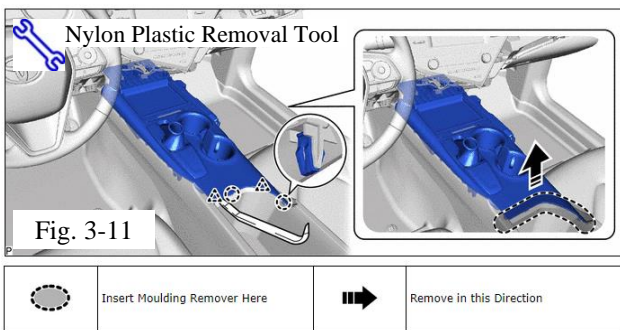 Nylon Plastic Removal Tool
Fig. 3-11
P
Insert Moulding Remover Here
Remove in this Direction